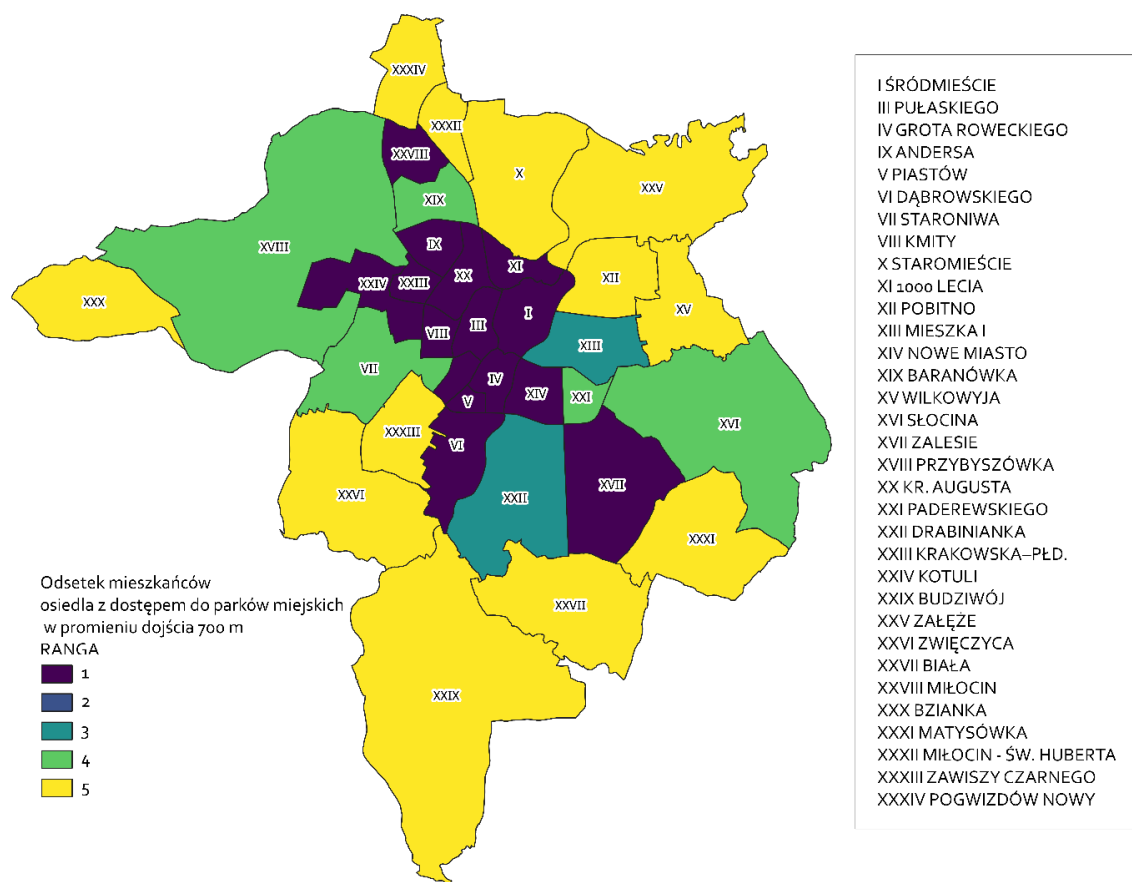 XXXIV
XXXII
XXVIII
X
XXV
XIX
IX
XVIII
XI
XX
XII
XXIV
XXIII
XXX
XV
I
III
VIII
XIII
VII
IV
XIV
XXI
V
XVI
XXXIII
VI
XVII
XXVI
XXII
XXXI
XXVII
XXIX
Odsetek mieszkańców
osiedla z dostępem do parków miejskich
w promieniu dojścia 700 m
RANGA
1
2
3
4
5
I ŚRÓDMIEŚCIE
III PUŁASKIEGO
IV GROTA ROWECKIEGO
IX ANDERSA
V PIASTÓW
VI DĄBROWSKIEGO
VII STARONIWA
VIII KMITY
X STAROMIEŚCIE
XI 1000 LECIA
XII POBITNO
XIII MIESZKA I
XIV NOWE MIASTO
XIX BARANÓWKA
XV WILKOWYJA
XVI SŁOCINA
XVII ZALESIE
XVIII PRZYBYSZÓWKA
XX KR. AUGUSTA
XXI PADEREWSKIEGO
XXII DRABINIANKA
XXIII KRAKOWSKA–PŁD.
XXIV KOTULI
XXIX BUDZIWÓJ
XXV ZAŁĘŻE
XXVI ZWIĘCZYCA
XXVII BIAŁA
XXVIII MIŁOCIN
XXX BZIANKA
XXXI MATYSÓWKA
XXXII MIŁOCIN - ŚW. HUBERTA
XXXIII ZAWISZY CZARNEGO
XXXIV POGWIZDÓW NOWY